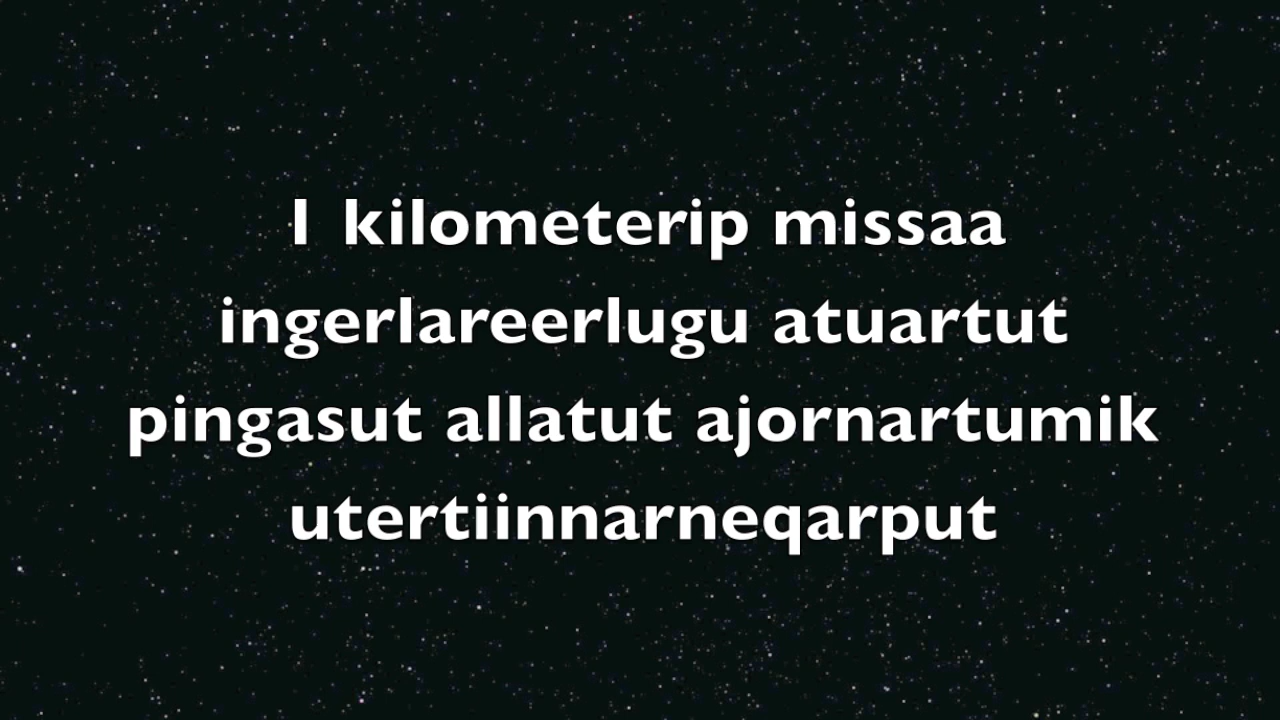 1 kilometerip missaa
ingerlareerlugu atuartut
pingasut allatut ajornartumik
utertiinnarneqarput